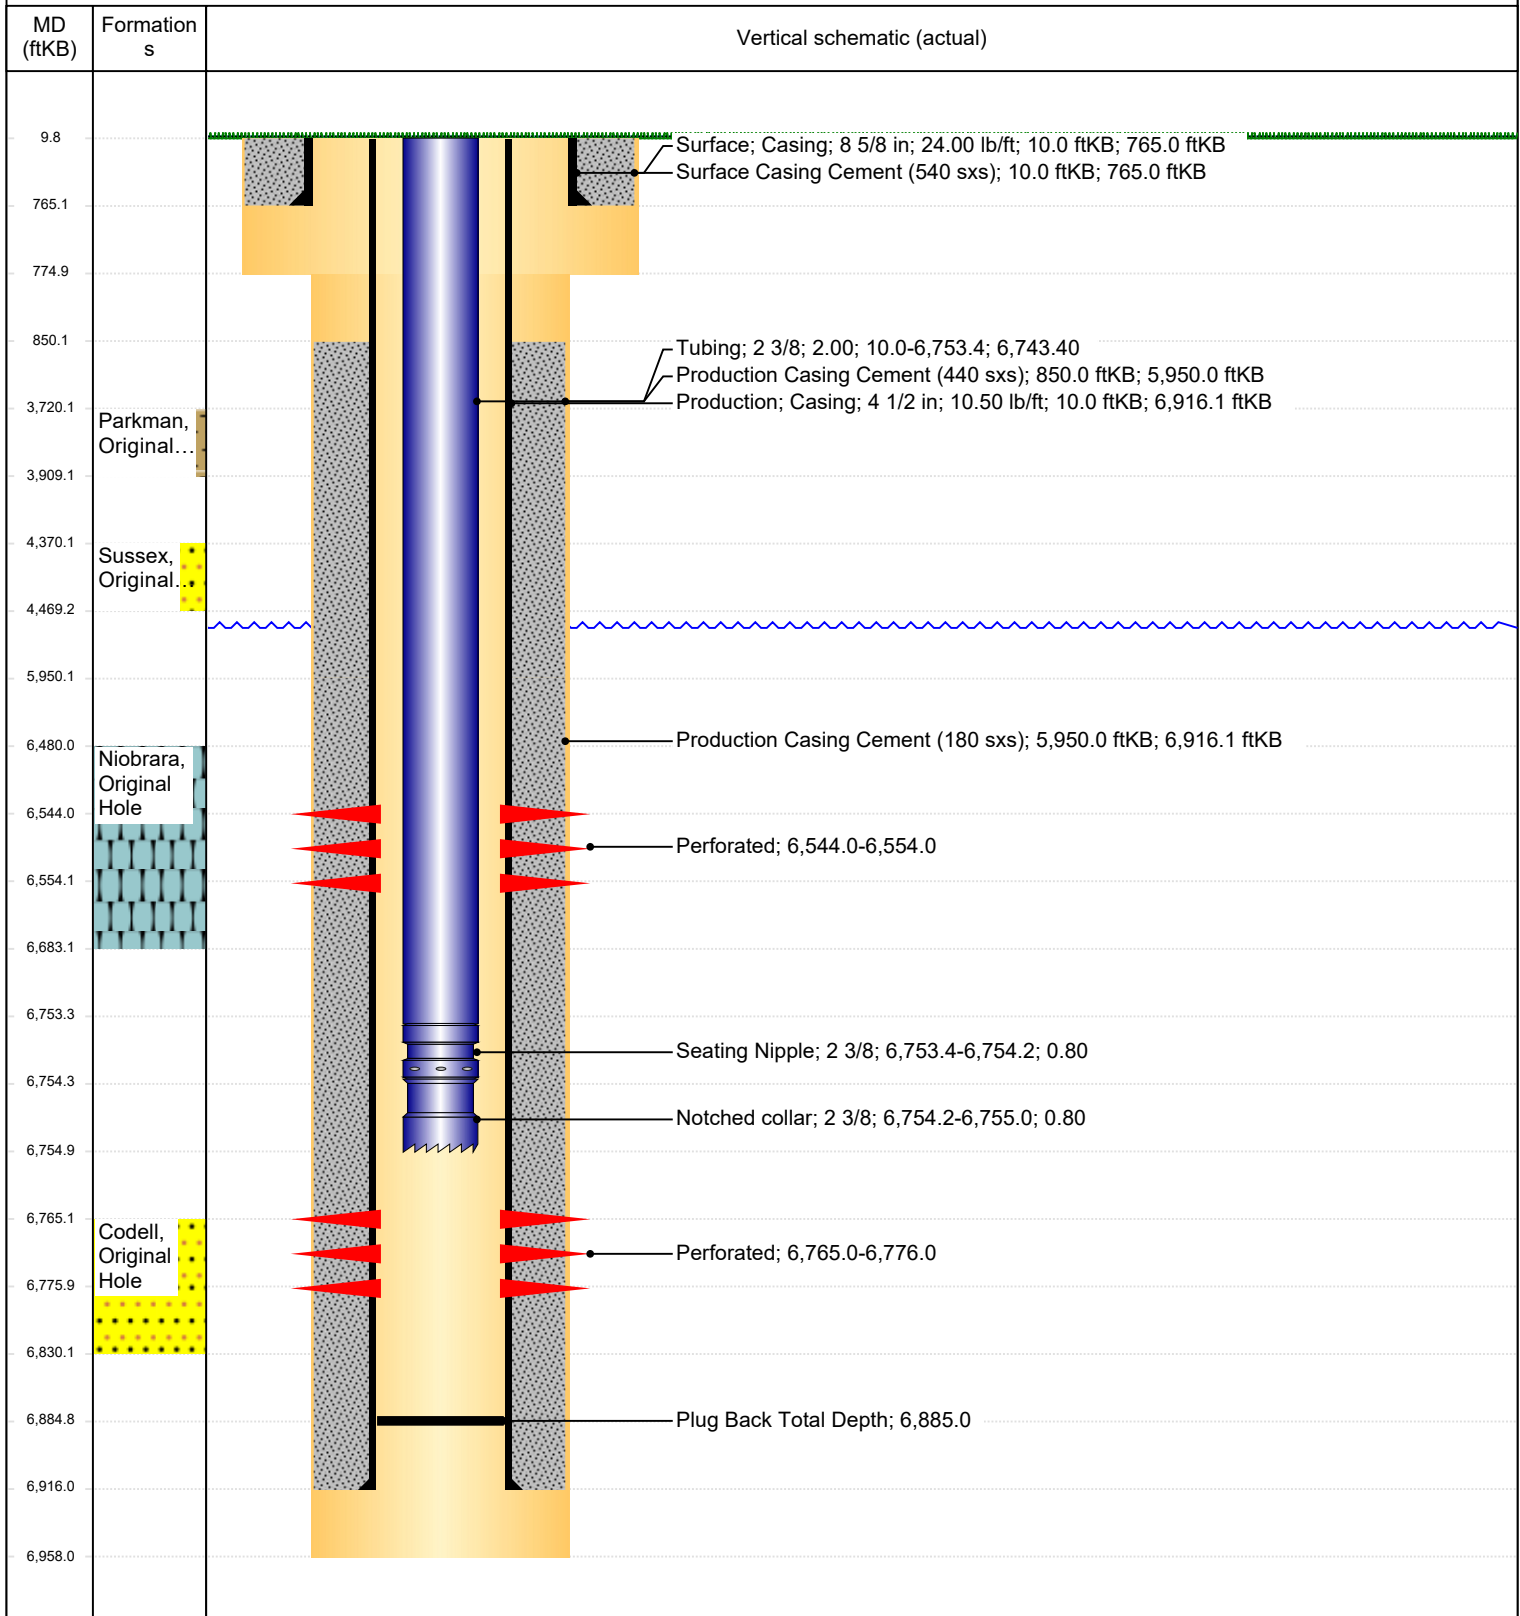 MD
(ftKB)
Formation
s
Vertical schematic (actual)
9.8
Surface; Casing; 8 5/8 in; 24.00 lb/ft; 10.0 ftKB; 765.0 ftKB
Surface Casing Cement (540 sxs); 10.0 ftKB; 765.0 ftKB
765.1
774.9
850.1
Tubing; 2 3/8; 2.00; 10.0-6,753.4; 6,743.40
Production Casing Cement (440 sxs); 850.0 ftKB; 5,950.0 ftKB
Production; Casing; 4 1/2 in; 10.50 lb/ft; 10.0 ftKB; 6,916.1 ftKB
3,720.1
Parkman,
Original...
3,909.1
4,370.1
Sussex,
Original...
4,469.2
5,950.1
Production Casing Cement (180 sxs); 5,950.0 ftKB; 6,916.1 ftKB
6,480.0
Niobrara,
Original
Hole
6,544.0
Perforated; 6,544.0-6,554.0
6,554.1
6,683.1
6,753.3
Seating Nipple; 2 3/8; 6,753.4-6,754.2; 0.80
6,754.3
Notched collar; 2 3/8; 6,754.2-6,755.0; 0.80
6,754.9
6,765.1
Codell,
Original
Hole
Perforated; 6,765.0-6,776.0
6,775.9
6,830.1
6,884.8
Plug Back Total Depth; 6,885.0
6,916.0
6,958.0